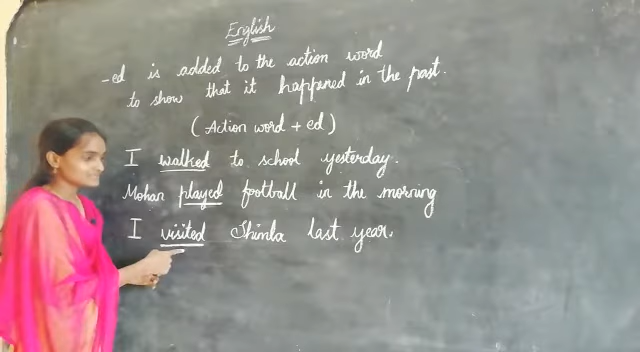 English
-ed is added to the action word
to show that it happened in the past.
(Action word + ed)
I walked to school yesterday.
Mohan played football in the morning
I visited Shimla last year.